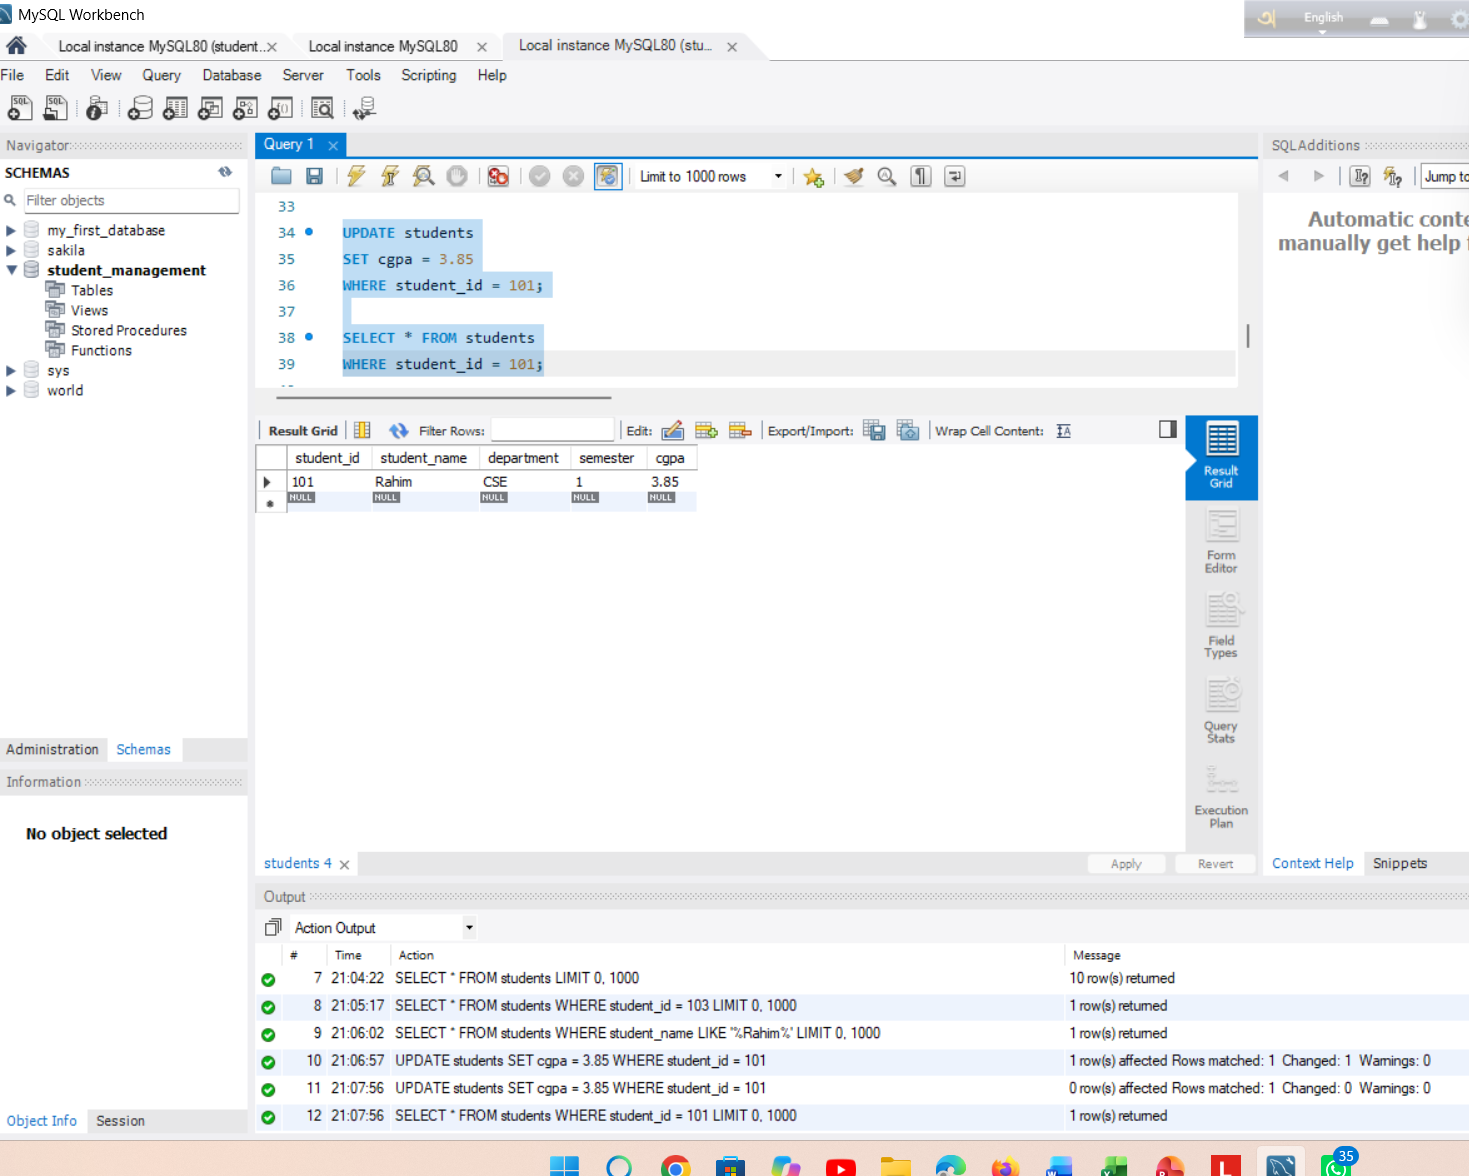 MySQL Workbench
English
Local instance MySQL80 (student..×
Local instance MySQL80 ×
Local instance MySQL80 (stu... ×
File Edit View Query Database Server Tools Scripting Help
Navigator
SCHEMAS
Filter objects
my_first_database
sakila
student_management
Tables
Views
Stored Procedures
Functions
sys
world
Administration Schemas
Information
No object selected
Object Info Session
Query 1 ×
Limit to 1000 rows
33
34 UPDATE students
35 SET cgpa = 3.85
36 WHERE student_id = 101;
37
38 SELECT * FROM students
39 WHERE student_id = 101;
Result Grid Filter Rows: Edit: Export/Import: Wrap Cell Content:
student_id student_name department semester cgpa
101 Rahim CSE 1 3.85
NULL NULL NULL NULL NULL
Result Grid
Form Editor
Field Types
Query Stats
Execution Plan
students 4 ×
Apply Revert
SQLAdditions
Jump to
Automatic conte
manually get help
Context Help Snippets
Output
Action Output
# Time Action Message
7 21:04:22 SELECT * FROM students LIMIT 0, 1000 10 row(s) returned
8 21:05:17 SELECT * FROM students WHERE student_id = 103 LIMIT 0, 1000 1 row(s) returned
9 21:06:02 SELECT * FROM students WHERE student_name LIKE '%Rahim%' LIMIT 0, 1000 1 row(s) returned
10 21:06:57 UPDATE students SET cgpa = 3.85 WHERE student_id = 101 1 row(s) affected Rows matched: 1 Changed: 1 Warnings: 0
11 21:07:56 UPDATE students SET cgpa = 3.85 WHERE student_id = 101 0 row(s) affected Rows matched: 1 Changed: 0 Warnings: 0
12 21:07:56 SELECT * FROM students WHERE student_id = 101 LIMIT 0, 1000 1 row(s) returned
35